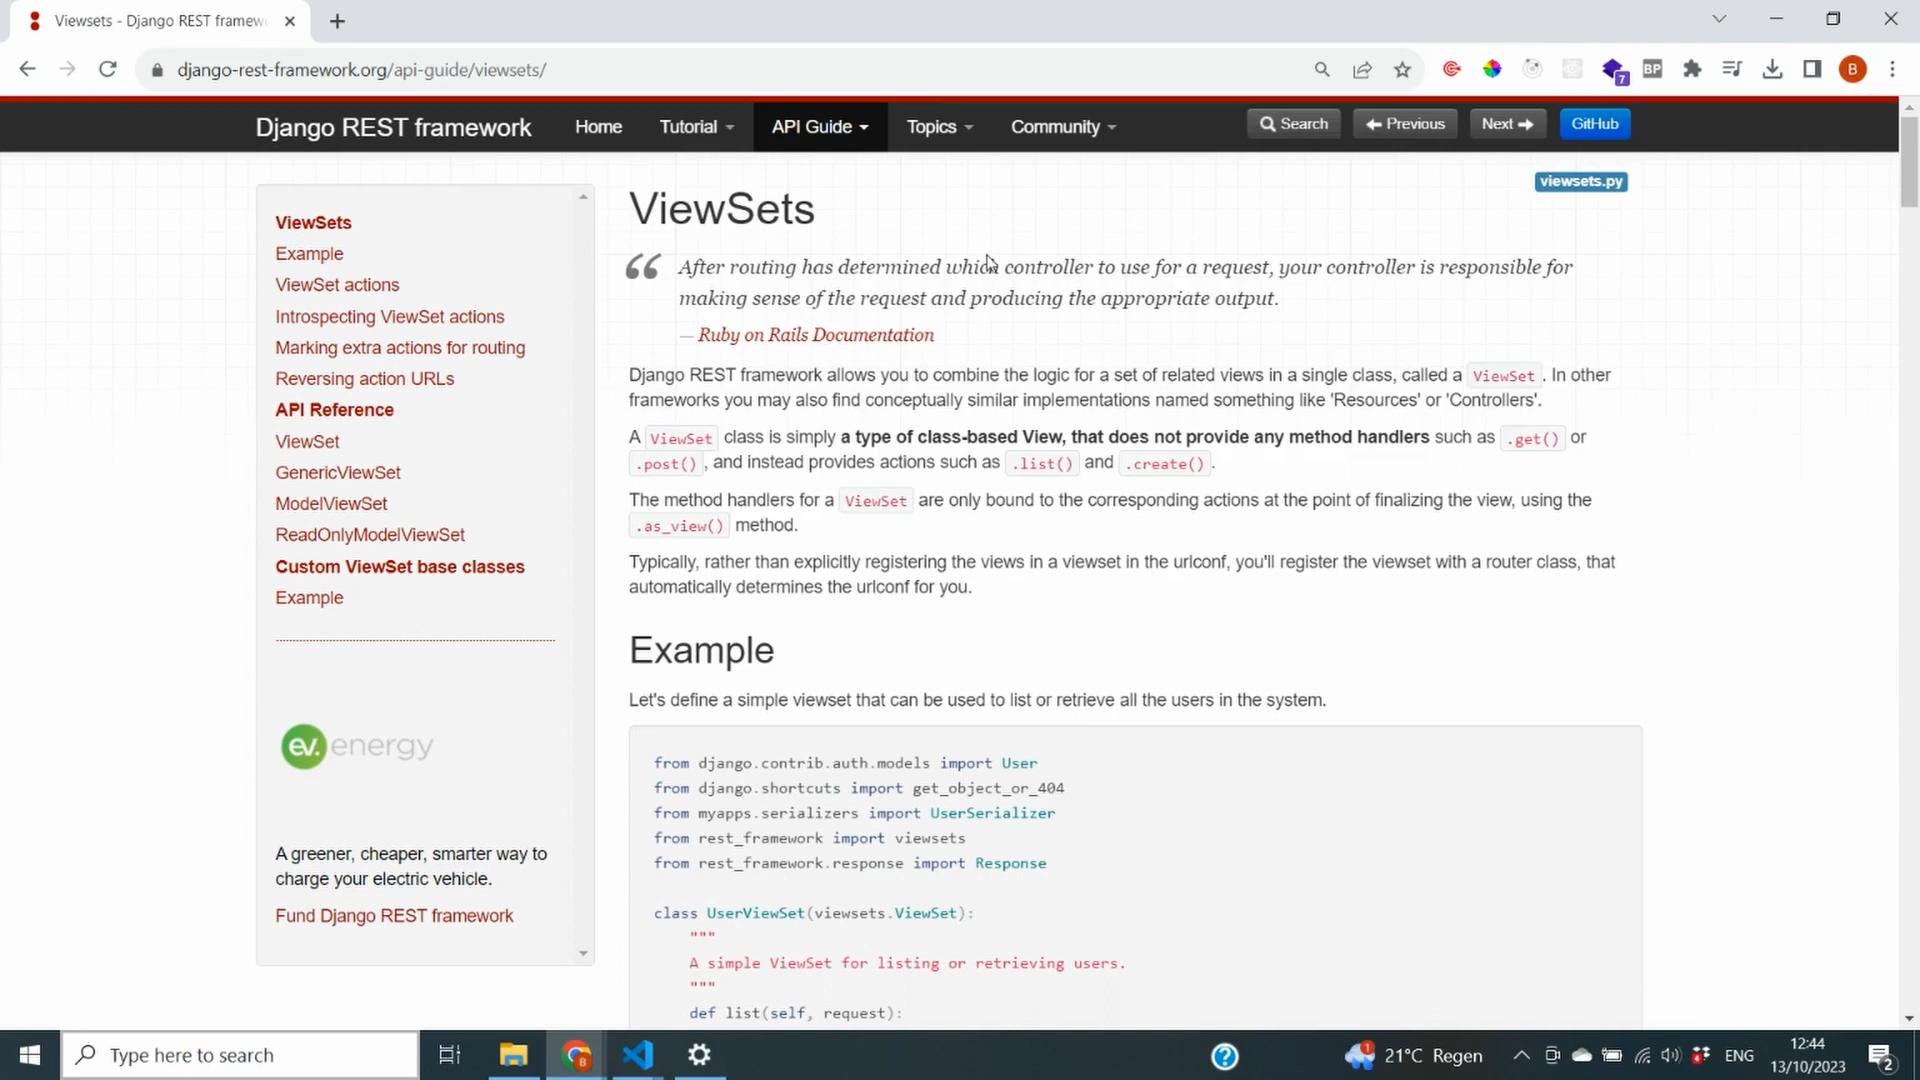 Viewsets - Django REST framew
django-rest-framework.org/api-guide/viewsets/
7
BP
B
Django REST framework
Home
Tutorial
API Guide
Topics
Community
Search
Previous
Next
GitHub
ViewSets
Example
ViewSet actions
Introspecting ViewSet actions
Marking extra actions for routing
Reversing action URLs
API Reference
ViewSet
GenericViewSet
ModelViewSet
ReadOnlyModelViewSet
Custom ViewSet base classes
Example
ev.energy
A greener, cheaper, smarter way to
charge your electric vehicle.
Fund Django REST framework
viewsets.py
ViewSets
“ After routing has determined which controller to use for a request, your controller is responsible for
making sense of the request and producing the appropriate output.
— Ruby on Rails Documentation
Django REST framework allows you to combine the logic for a set of related views in a single class, called a ViewSet . In other
frameworks you may also find conceptually similar implementations named something like 'Resources' or 'Controllers'.
A ViewSet class is simply a type of class-based View, that does not provide any method handlers such as .get() or
.post() , and instead provides actions such as .list() and .create() .
The method handlers for a ViewSet are only bound to the corresponding actions at the point of finalizing the view, using the
.as_view() method.
Typically, rather than explicitly registering the views in a viewset in the urlconf, you'll register the viewset with a router class, that
automatically determines the urlconf for you.
Example
Let's define a simple viewset that can be used to list or retrieve all the users in the system.
from django.contrib.auth.models import User
from django.shortcuts import get_object_or_404
from myapps.serializers import UserSerializer
from rest_framework import viewsets
from rest_framework.response import Response
class UserViewSet(viewsets.ViewSet):
"""
A simple ViewSet for listing or retrieving users.
"""
def list(self, request):
Type here to search
B
1
21°C Regen
ENG
12:44
13/10/2023
2